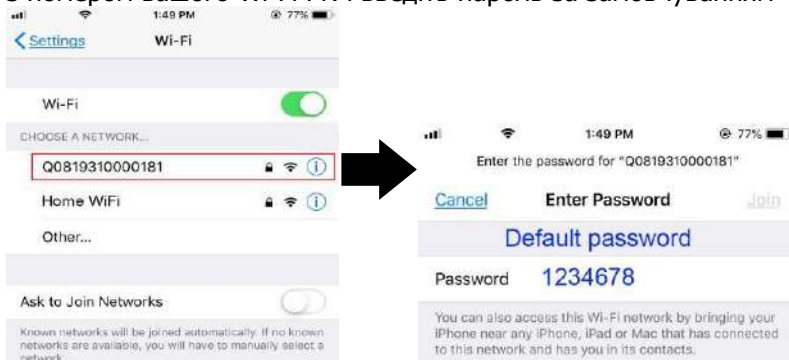 1:49 PM
77%
Settings
Wi-Fi
Wi-Fi
CHOOSE A NETWORK...
Q0819310000181
Home WiFi
Other...
Ask to Join Networks
Known networks will be joined automatically. If no known
networks are available, you will have to manually select a
network.
1:49 PM
77%
Enter the password for "Q0819310000181"
Cancel
Enter Password
Join
Default password
Password
1234678
You can also access this Wi-Fi network by bringing your
iPhone near any iPhone, iPad or Mac that has connected
to this network and has you in its contacts.